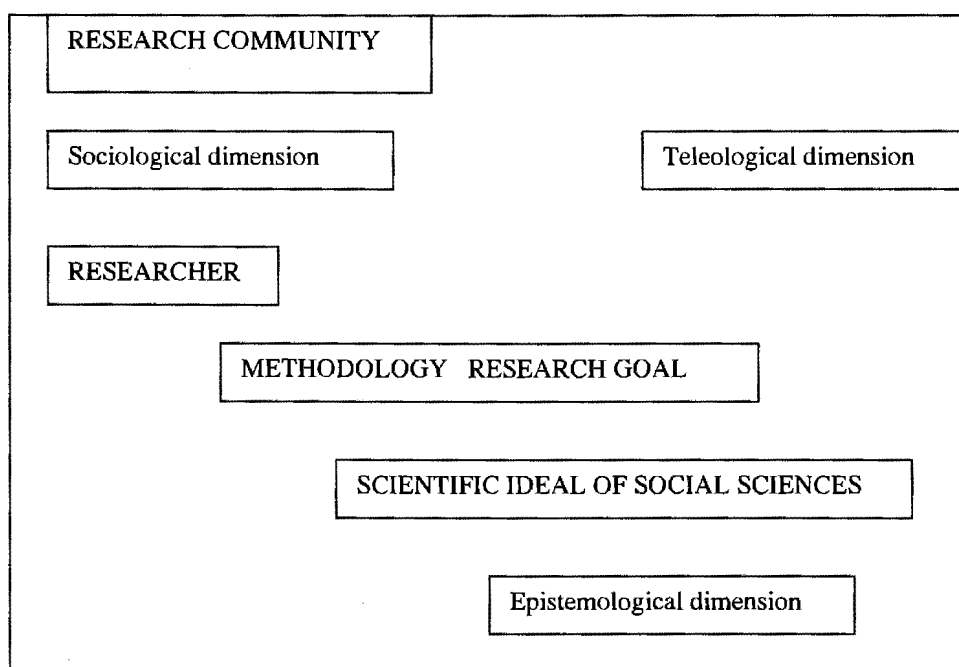 RESEARCH COMMUNITY
Sociological dimension
Teleological dimension
RESEARCHER
METHODOLOGY RESEARCH GOAL
SCIENTIFIC IDEAL OF SOCIAL SCIENCES
Epistemological dimension